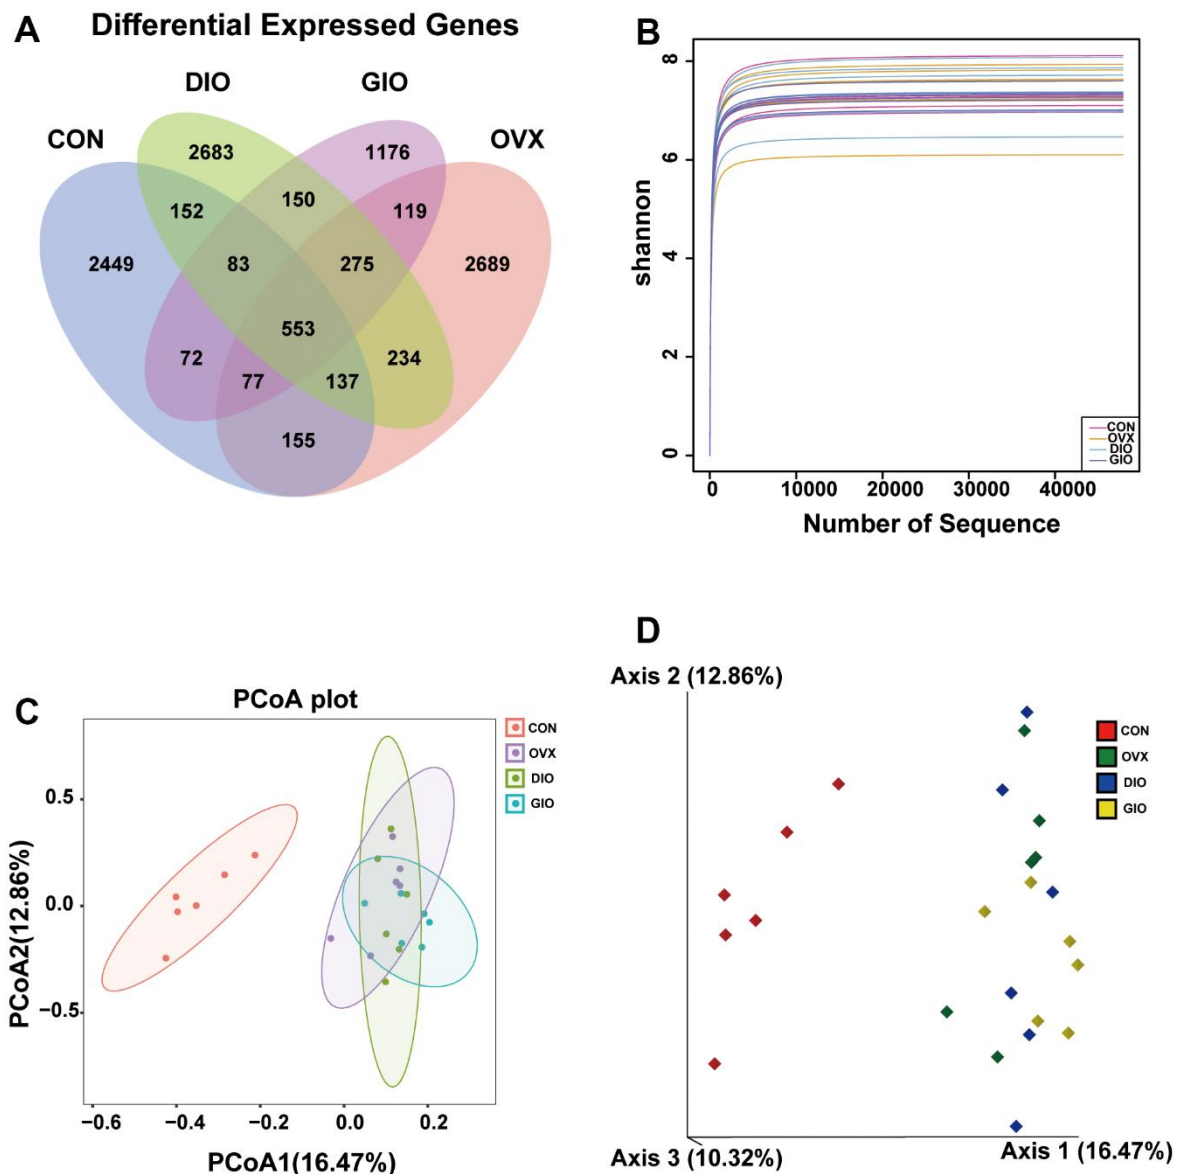 A
Differential Expressed Genes
CON
DIO
GIO
OVX
2683
1176
152
150
119
2449
83
275
2689
553
72
77
137
234
155
B
shannon
8
6
4
2
0
0 10000 20000 30000 40000
Number of Sequence
CON
OVX
DIO
GIO
C
PCoA plot
PCoA2(12.86%)
0.5
0.0
−0.5
−0.6 −0.4 −0.2 0.0 0.2
PCoA1(16.47%)
CON
OVX
DIO
GIO
D
Axis 2 (12.86%)
CON
OVX
DIO
GIO
Axis 3 (10.32%)
Axis 1 (16.47%)